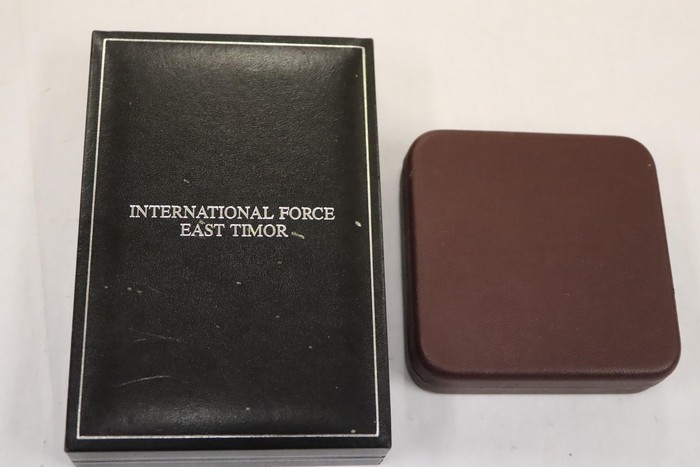 INTERNATIONAL FORCE
EAST TIMOR